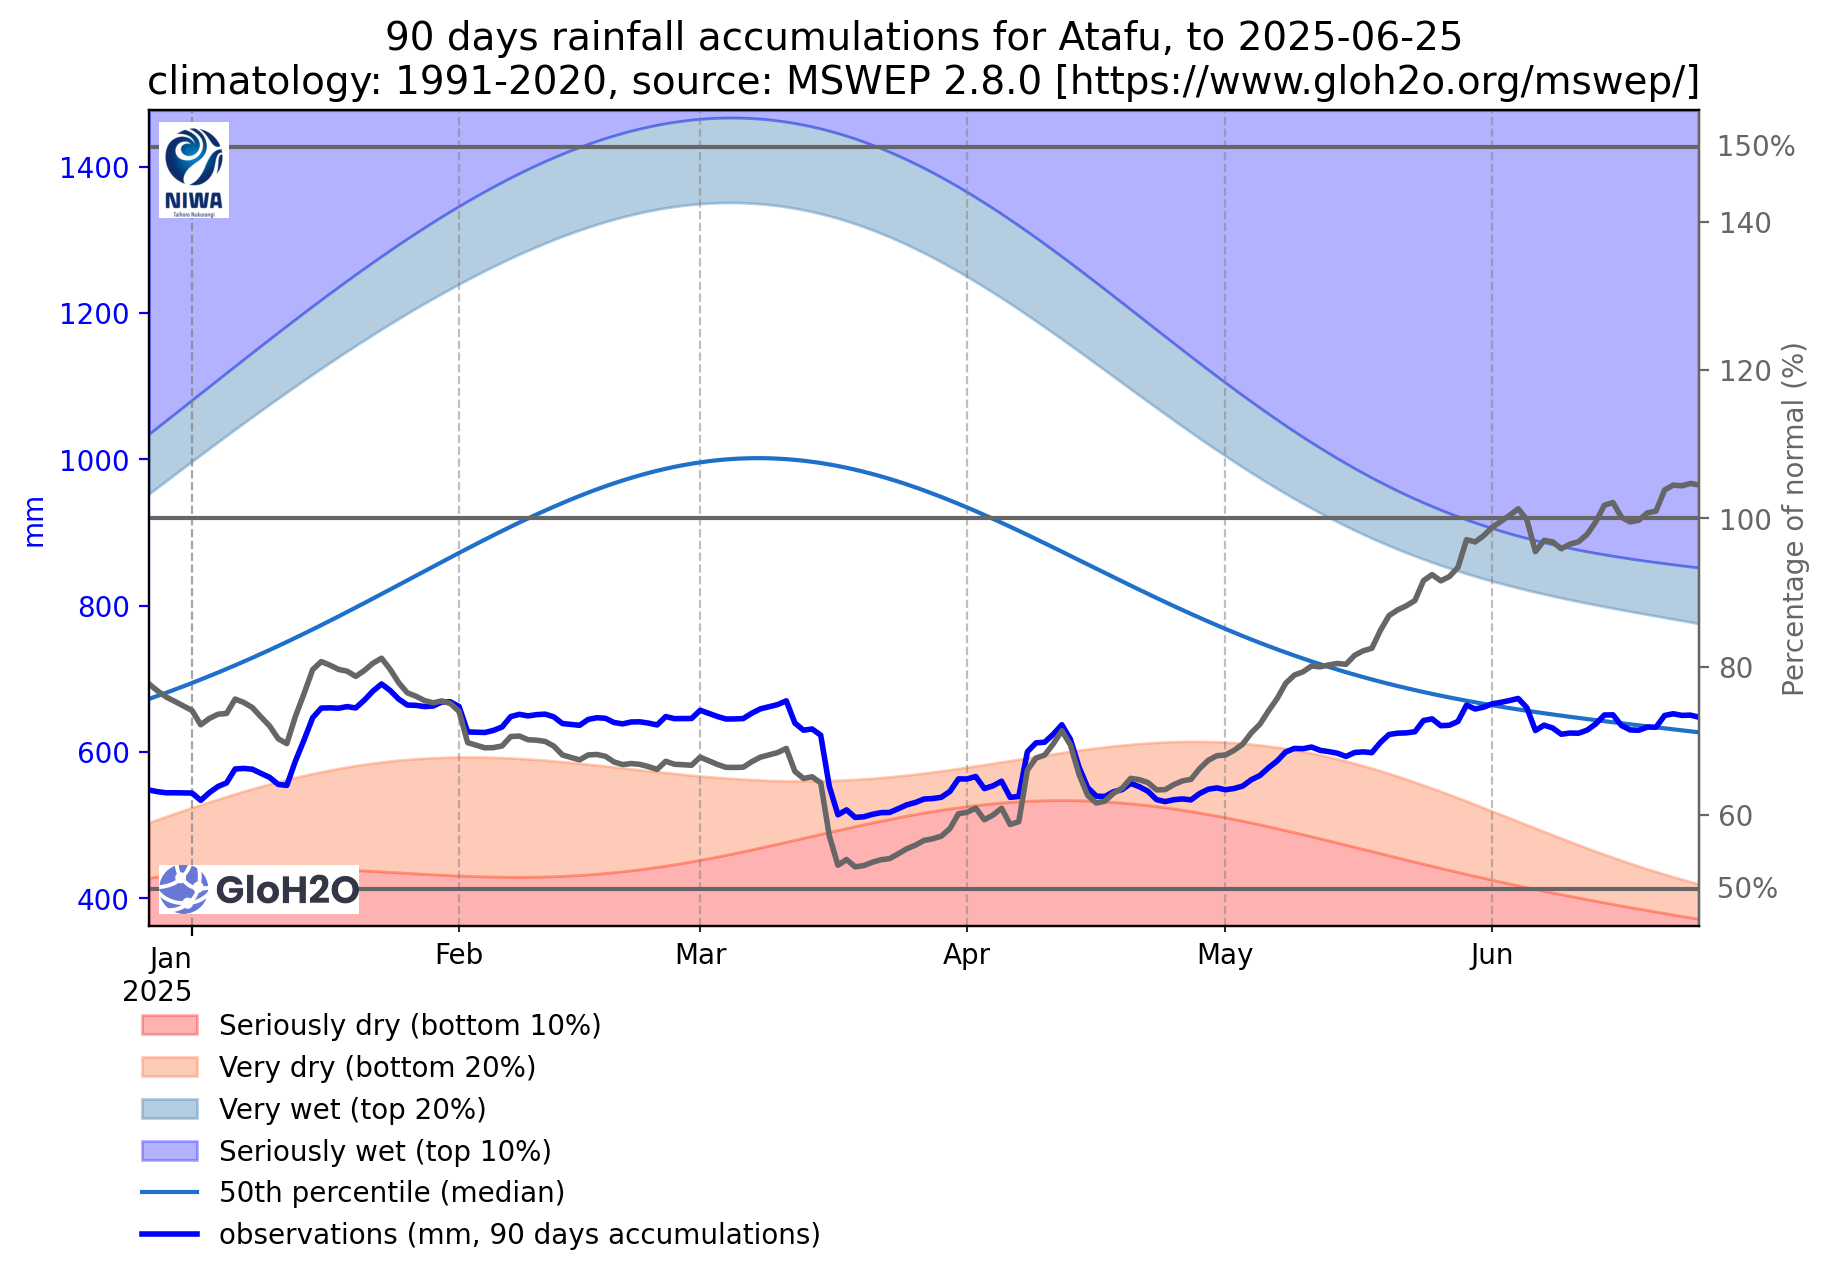 90 days rainfall accumulations for Atafu, to 2025-06-25
climatology: 1991-2020, source: MSWEP 2.8.0 [https://www.gloh2o.org/mswep/]
NIWA
Taihoro Nukurangi
GloH2O
mm
1400
1200
1000
800
600
400
150%
140
120
100
80
60
50%
Percentage of normal (%)
Jan
2025
Feb
Mar
Apr
May
Jun
Seriously dry (bottom 10%)
Very dry (bottom 20%)
Very wet (top 20%)
Seriously wet (top 10%)
50th percentile (median)
observations (mm, 90 days accumulations)